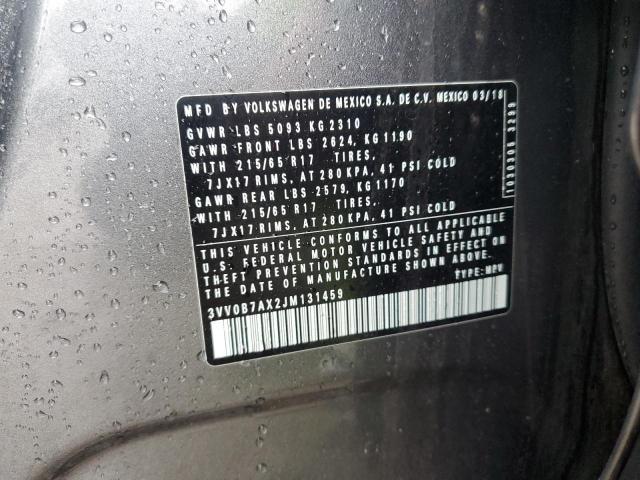 MFD BY VOLKSWAGEN DE MEXICO S.A. DE C.V. MEXICO 03/18
GVWR LBS 5093 KG 2310
GAWR FRONT LBS 2624, KG 1190
WITH 215/65 R17 TIRES,
7JX17 RIMS, AT 280 KPA, 41 PSI COLD
GAWR REAR LBS 2579, KG 1170
WITH 215/65 R17 TIRES,
7JX17 RIMS, AT 280 KPA, 41 PSI COLD
THIS VEHICLE CONFORMS TO ALL APPLICABLE
U.S. FEDERAL MOTOR VEHICLE SAFETY AND
THEFT PREVENTION STANDARDS IN EFFECT ON
THE DATE OF MANUFACTURE SHOWN ABOVE.
3VV0B7AX2JM131459 TYPE: MPV
1030306 3299